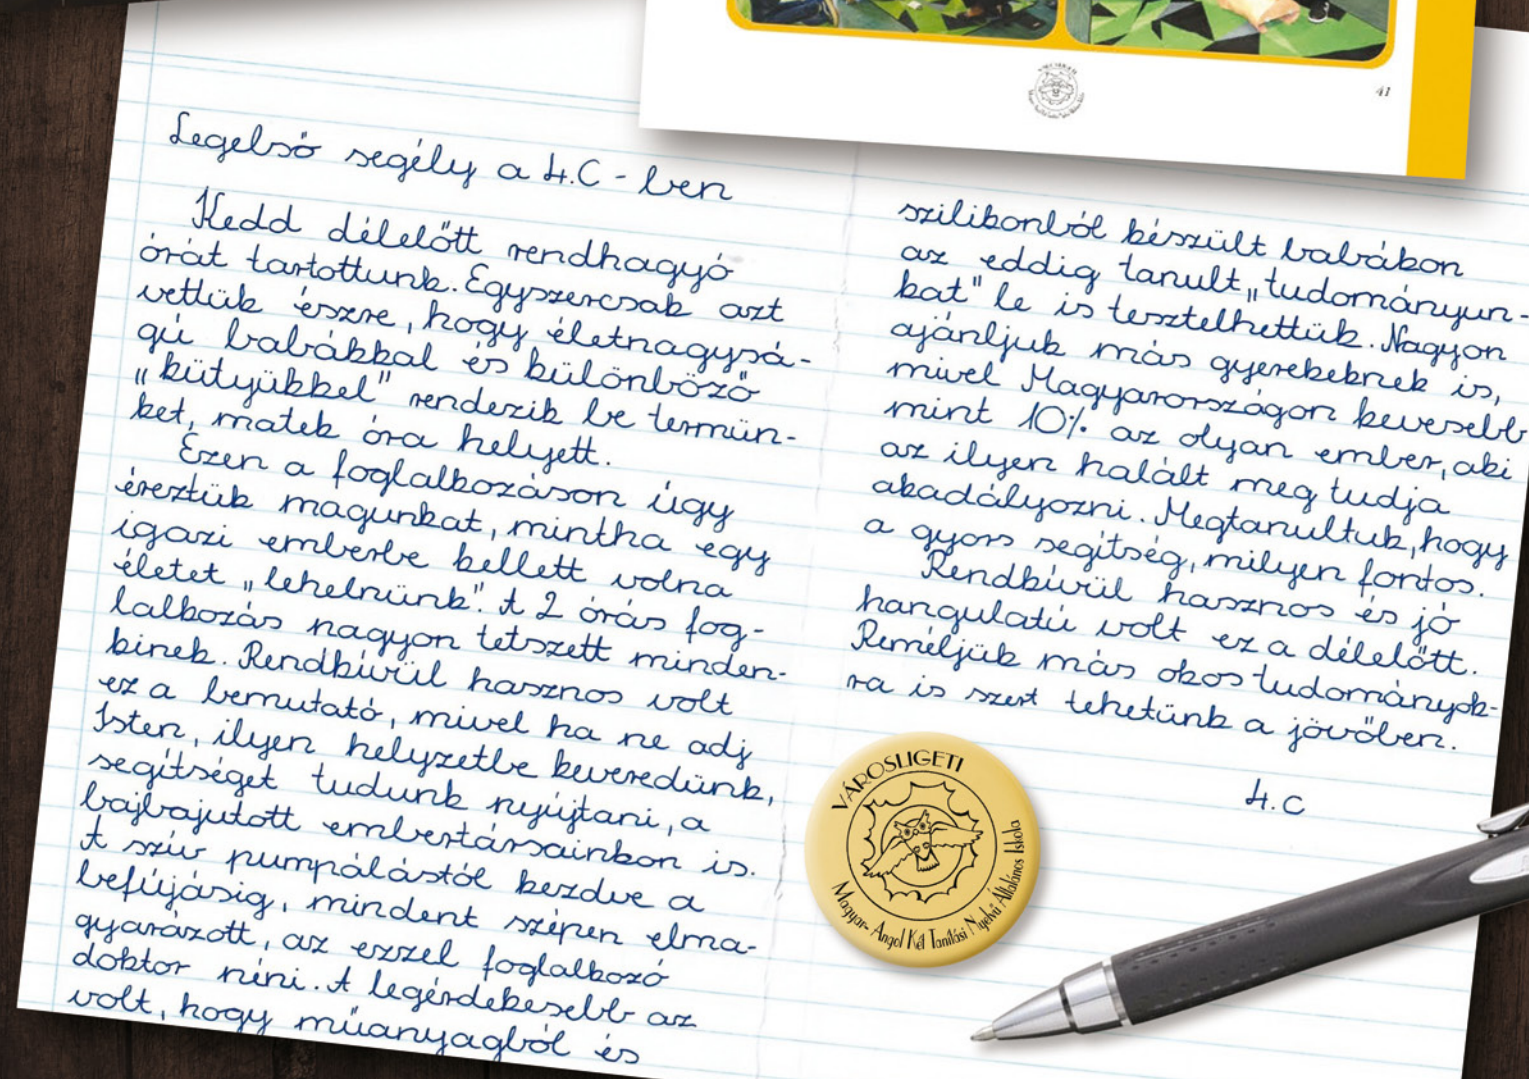 41
Legelső segély a 4.C - ben
Kedd délelőtt rendhagyó
órát tartottunk. Egyszercsak azt
vettük észre, hogy életnagysá-
gú babákkal és különböző
„kütyükkel" rendezik be termün-
ket, matek óra helyett.
Ezen a foglalkozáson úgy
éreztük magunkat, mintha egy
igazi emberbe kellett volna
életet „lehelnünk". A 2 órás fog-
lalkozás nagyon tetszett minden-
kinek. Rendkívül hasznos volt
ez a bemutató, mivel ha ne adj
Isten, ilyen helyzetbe keveredünk,
segítséget tudunk nyújtani, a
bajbajutott embertársainkon is.
A szív pumpálástól kezdve a
befújásig, mindent szépen elma-
gyarázott, az ezzel foglalkozó
doktor néni. A legérdekesebb az
volt, hogy műanyagból és
szilikonból készült babákon
az eddig tanult „tudományun-
kat" le is tesztelhettük. Nagyon
ajánljuk más gyerekeknek is,
mivel Magyarországon kevesebb
mint 10% az olyan ember, aki
az ilyen halált meg tudja
akadályozni. Megtanultuk, hogy
a gyors segítség, milyen fontos.
Rendkívül hasznos és jó
hangulatú volt ez a délelőtt.
Reméljük más okos tudományok-
ra is szert tehetünk a jövőben.
4.C
VÁROSLIGETI
Magyar-Angol Két Tanítási Nyelvű Általános Iskola